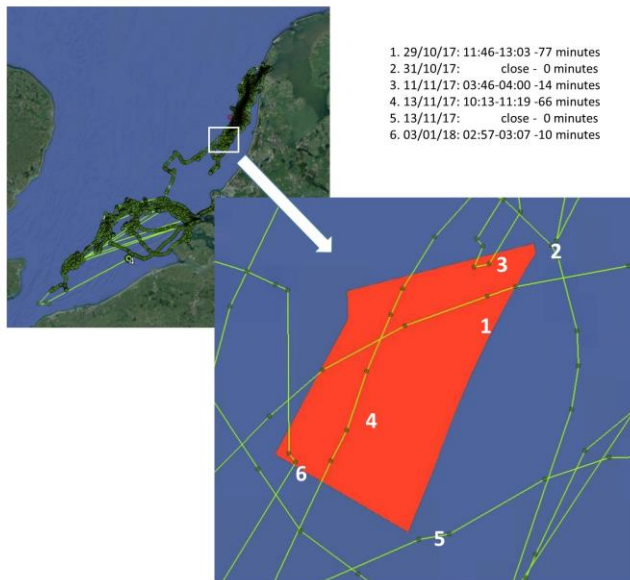 1. 29/10/17: 11:46-13:03 -77 minutes
2. 31/10/17: close - 0 minutes
3. 11/11/17: 03:46-04:00 -14 minutes
4. 13/11/17: 10:13-11:19 -66 minutes
5. 13/11/17: close - 0 minutes
6. 03/01/18: 02:57-03:07 -10 minutes
2
3
1
4
6
5